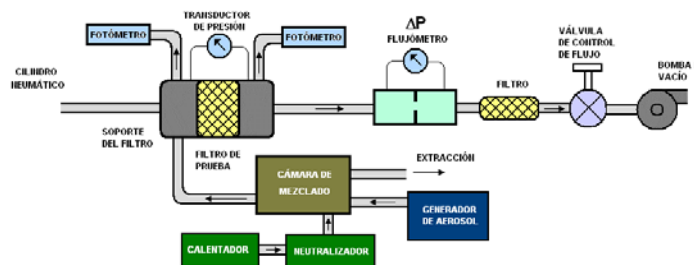 TRANSDUCTOR
DE PRESIÓN
FOTÓMETRO
FOTÓMETRO
ΔP
FLUJÓMETRO
VÁLVULA
DE CONTROL
DE FLUJO
BOMBA
VACÍO
CILINDRO
NEUMÁTICO
FILTRO
SOPORTE
DEL FILTRO
FILTRO DE
PRUEBA
CÁMARA DE
MEZCLADO
EXTRACCIÓN
GENERADOR
DE AEROSOL
CALENTADOR
NEUTRALIZADOR